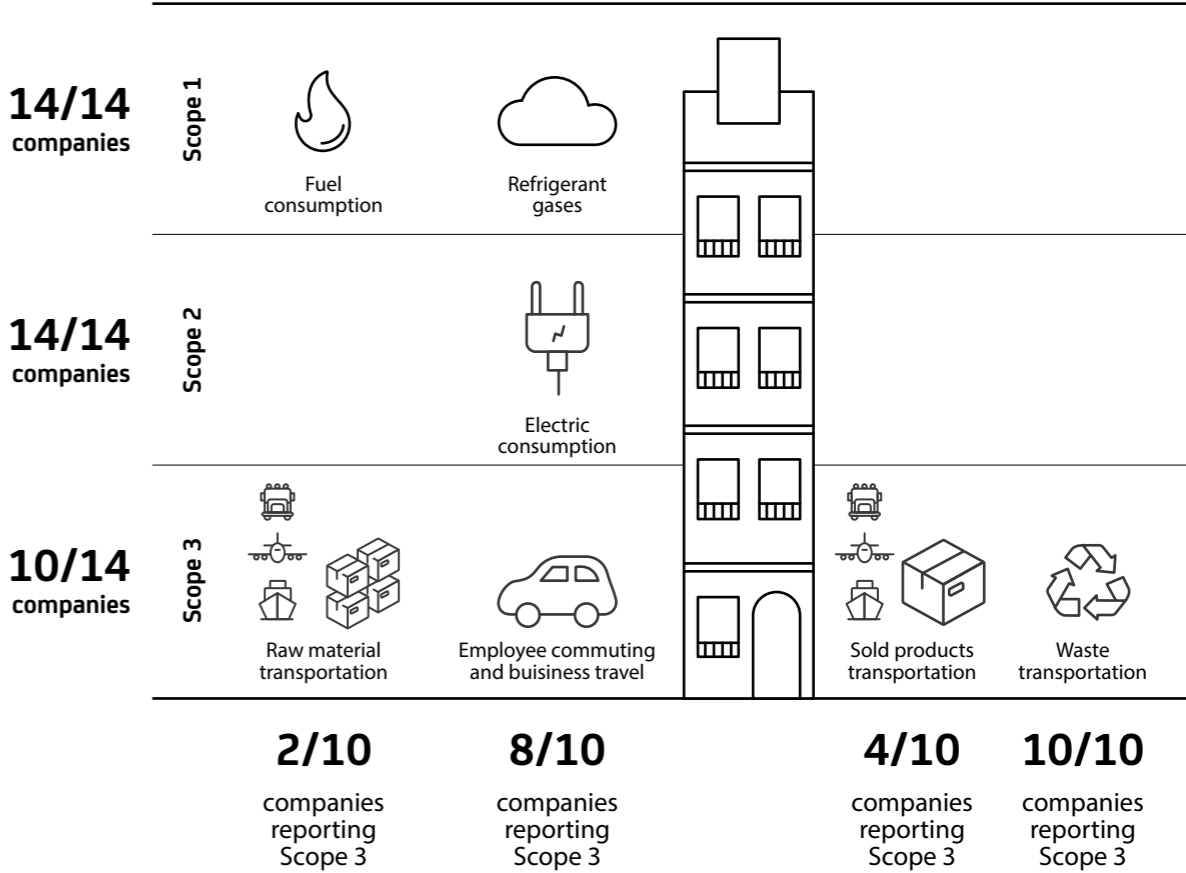 14/14
companies
Scope 1
Fuel
consumption
Refrigerant
gases
14/14
companies
Scope 2
Electric
consumption
10/14
companies
Scope 3
Raw material
transportation
Employee commuting
and buisiness travel
Sold products
transportation
Waste
transportation
2/10
companies
reporting
Scope 3
8/10
companies
reporting
Scope 3
4/10
companies
reporting
Scope 3
10/10
companies
reporting
Scope 3